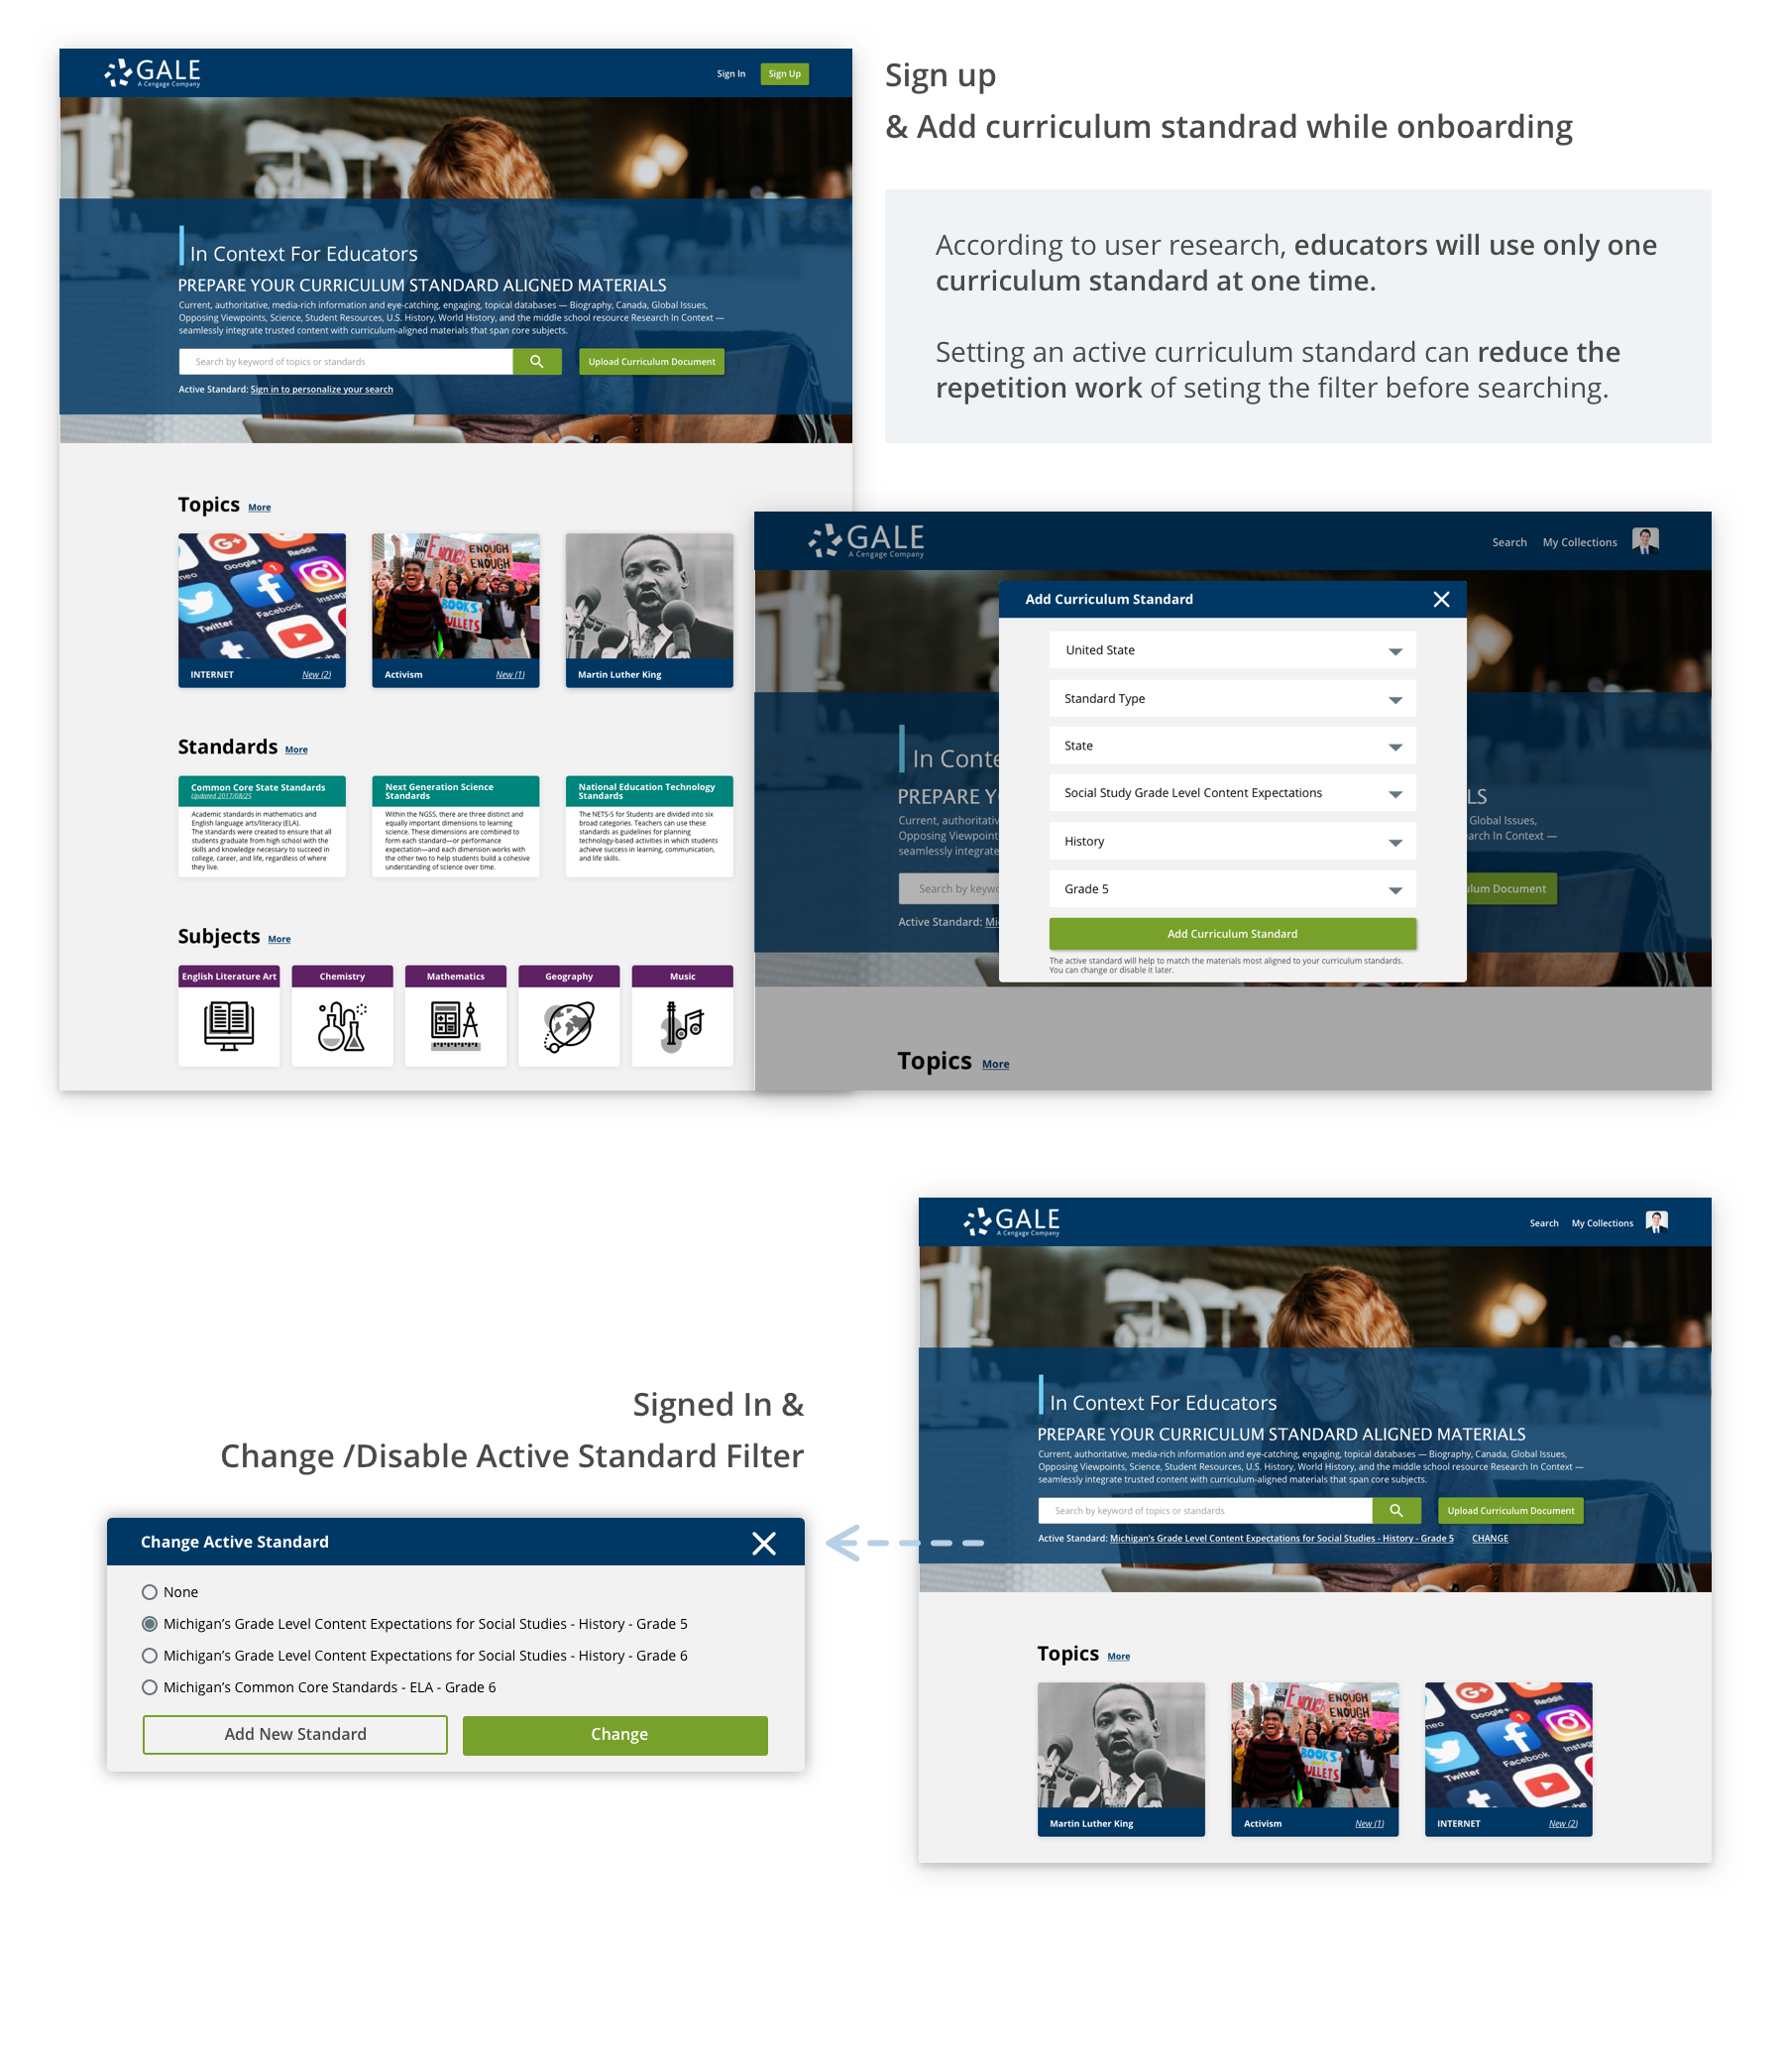 GALE
A Cengage Company
Sign In
Sign Up
In Context For Educators
PREPARE YOUR CURRICULUM STANDARD ALIGNED MATERIALS
Current, authoritative, media-rich information and eye-catching, engaging, topical databases — Biography, Canada, Global Issues,
Opposing Viewpoints, Science, Student Resources, U.S. History, World History, and the middle school resource Research In Context —
seamlessly integrate trusted content with curriculum-aligned materials that span core subjects.
Search by keyword of topics or standards
Upload Curriculum Document
Active Standard: Sign in to personalize your search
Topics More
Reddit
Google+
Facebook
Twitter
ENOUGH
ENOUGH
IS
ENOUGH
BOOKS
BULLETS
INTERNET New (2)
Activism New (1)
Martin Luther King
Standards More
Common Core State Standards
Updated 2017/08/25
Academic standards in mathematics and
English language arts/literacy (ELA).
The standards were created to ensure that all
students graduate from high school with the
skills and knowledge necessary to succeed in
college, career, and life, regardless of where
they live.
Next Generation Science
Standards
Within the NGSS, there are three distinct and
equally important dimensions to learning
science. These dimensions are combined to
form each standard—or performance
expectation—and each dimension works with
the other two to help students build a cohesive
understanding of science over time.
National Education Technology
Standards
The NETS-S for Students are divided into six
broad categories. Teachers can use these
standards as guidelines for planning
technology-based activities in which students
achieve success in learning, communication,
and life skills.
Subjects More
English Literature Art
Chemistry
Mathematics
Geography
Music
Sign up
& Add curriculum standrad while onboarding
According to user research, educators will use only one
curriculum standard at one time.
Setting an active curriculum standard can reduce the
repetition work of seting the filter before searching.
GALE
A Cengage Company
Search
My Collections
In Conte
PREPARE Y
LS
Current, authoritativ
Global Issues,
Opposing Viewpoint
arch In Context —
seamlessly integrate
Search by keywo
lum Document
Active Standard: Mi
Add Curriculum Standard
United State
Standard Type
State
Social Study Grade Level Content Expectations
History
Grade 5
Add Curriculum Standard
The active standard will help to match the materials most aligned to your curriculum standards.
You can change or disable it later.
Topics More
Signed In &
Change /Disable Active Standard Filter
Change Active Standard
None
Michigan’s Grade Level Content Expectations for Social Studies - History - Grade 5
Michigan’s Grade Level Content Expectations for Social Studies - History - Grade 6
Michigan’s Common Core Standards - ELA - Grade 6
Add New Standard
Change
GALE
A Cengage Company
Search
My Collections
In Context For Educators
PREPARE YOUR CURRICULUM STANDARD ALIGNED MATERIALS
Current, authoritative, media-rich information and eye-catching, engaging, topical databases — Biography, Canada, Global Issues,
Opposing Viewpoints, Science, Student Resources, U.S. History, World History, and the middle school resource Research In Context —
seamlessly integrate trusted content with curriculum-aligned materials that span core subjects.
Search by keyword of topics or standards
Upload Curriculum Document
Active Standard: Michigan's Grade Level Content Expectations for Social Studies - History - Grade 5 CHANGE
Topics More
ENOUGH
ENOUGH
IS
ENOUGH
BOOKS
BULLETS
Reddit
Google+
Facebook
Twitter
Martin Luther King
Activism New (1)
INTERNET New (2)